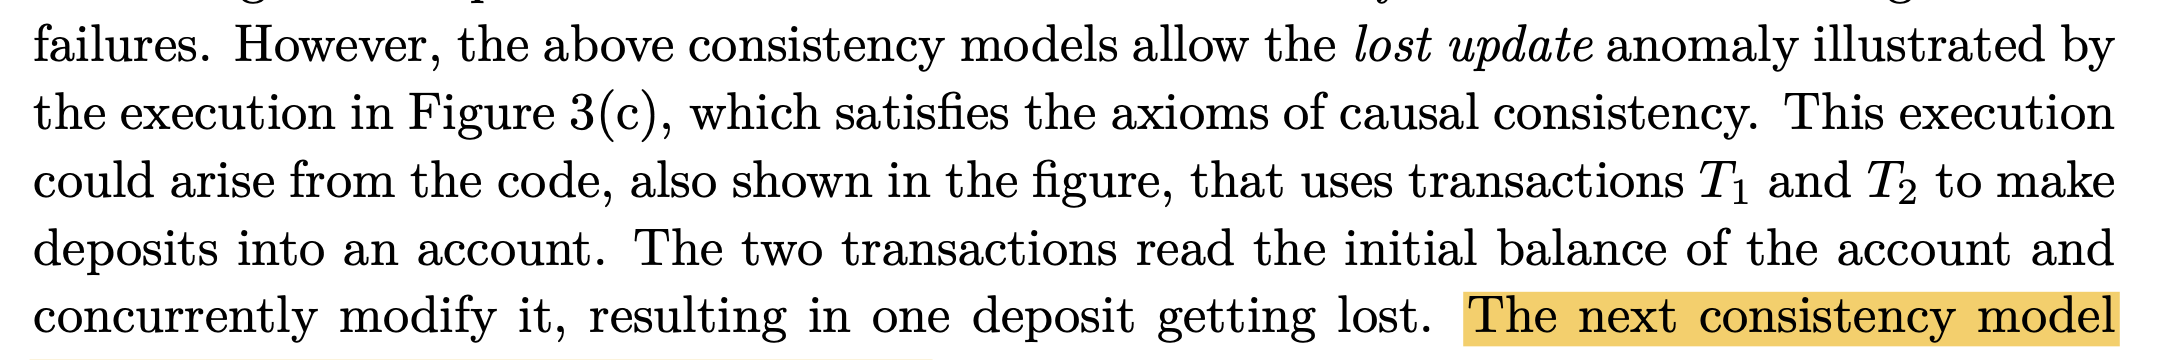 failures. However, the above consistency models allow the lost update anomaly illustrated by
the execution in Figure 3(c), which satisfies the axioms of causal consistency. This execution
could arise from the code, also shown in the figure, that uses transactions T₁ and T₂ to make
deposits into an account. The two transactions read the initial balance of the account and
concurrently modify it, resulting in one deposit getting lost. The next consistency model